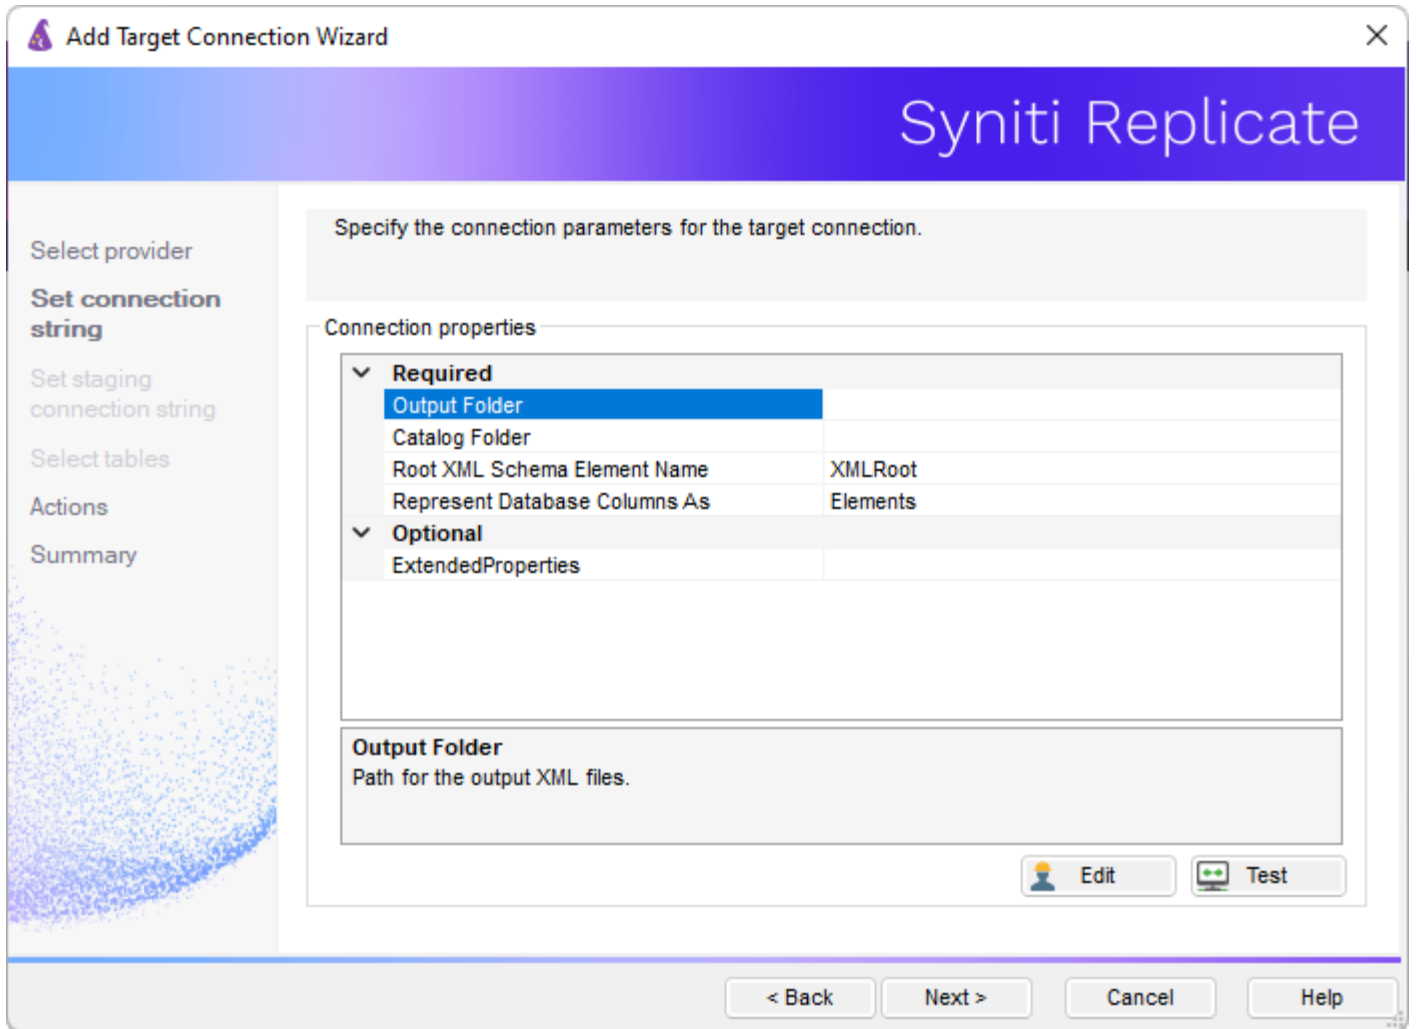 Add Target Connection Wizard
Syniti Replicate
Select provider
Set connection
string
Set staging
connection string
Select tables
Actions
Summary
Specify the connection parameters for the target connection.
Connection properties
Required
Output Folder
Catalog Folder
Root XML Schema Element Name XMLRoot
Represent Database Columns As Elements
Optional
ExtendedProperties
Output Folder
Path for the output XML files.
Edit Test
< Back Next > Cancel Help